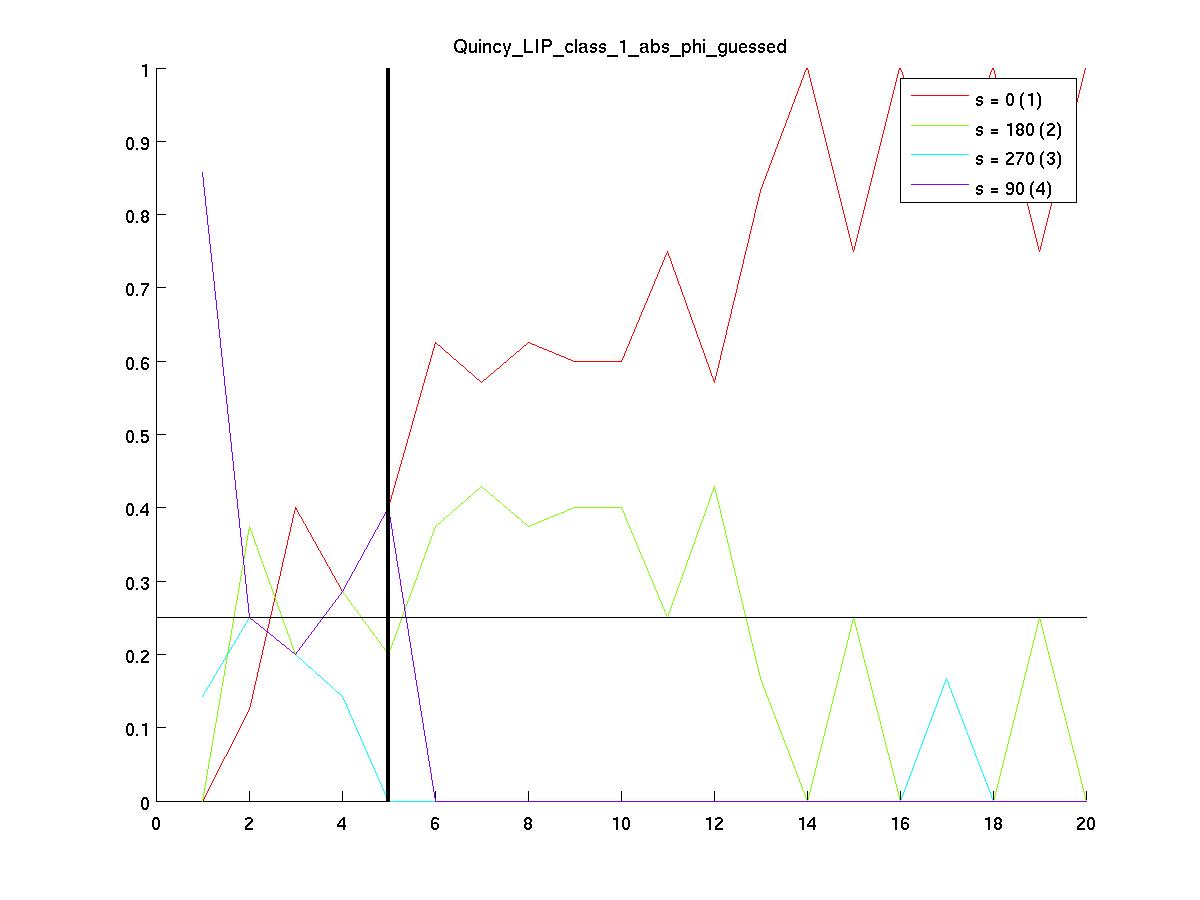 Quincy_LIP_class_1_abs_phi_guessed
1
0.9
0.8
0.7
0.6
0.5
0.4
0.3
0.2
0.1
0
s = 0 (1)
s = 180 (2)
s = 270 (3)
s = 90 (4)
0 2 4 6 8 10 12 14 16 18 20